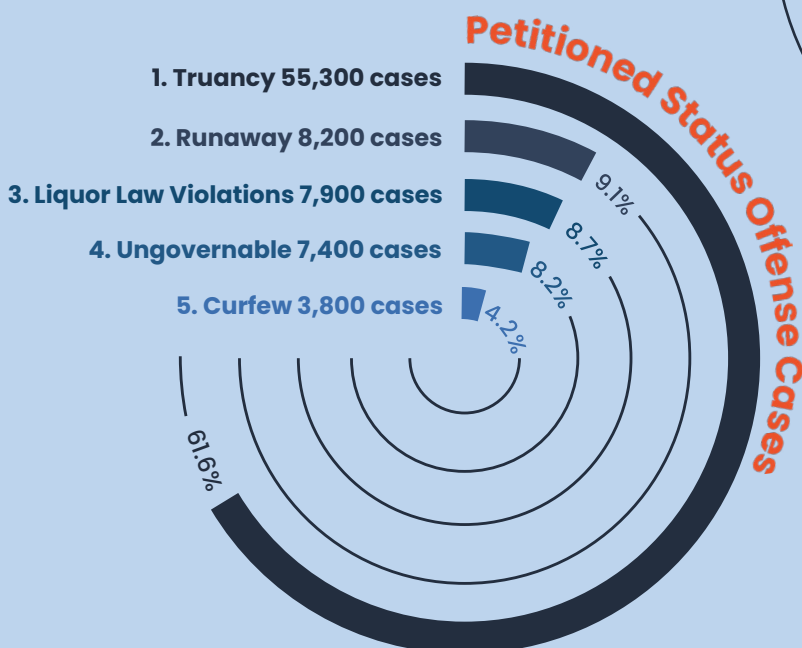 Petitioned Status Offense Cases
1. Truancy 55,300 cases
2. Runaway 8,200 cases
3. Liquor Law Violations 7,900 cases
4. Ungovernable 7,400 cases
5. Curfew 3,800 cases
9.1%
8.7%
8.2%
4.2%
61.6%